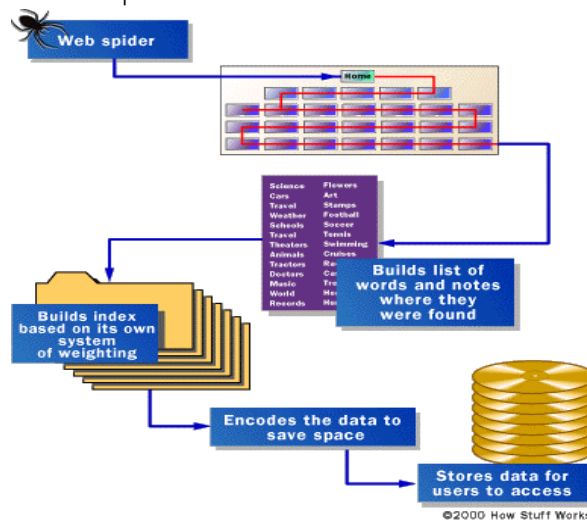 Web spider
Home
Science Flowers
Cars Art
Travel Stamps
Weather Football
Schools Soccer
Travel Tennis
Theaters Swimming
Animals Cruises
Tractors
Doctors
Music
World
Records
Builds list of
words and notes
where they
were found
Builds index
based on its own
system
of weighting
Encodes the data to
save space
Stores data for
users to access
©2000 How Stuff Works